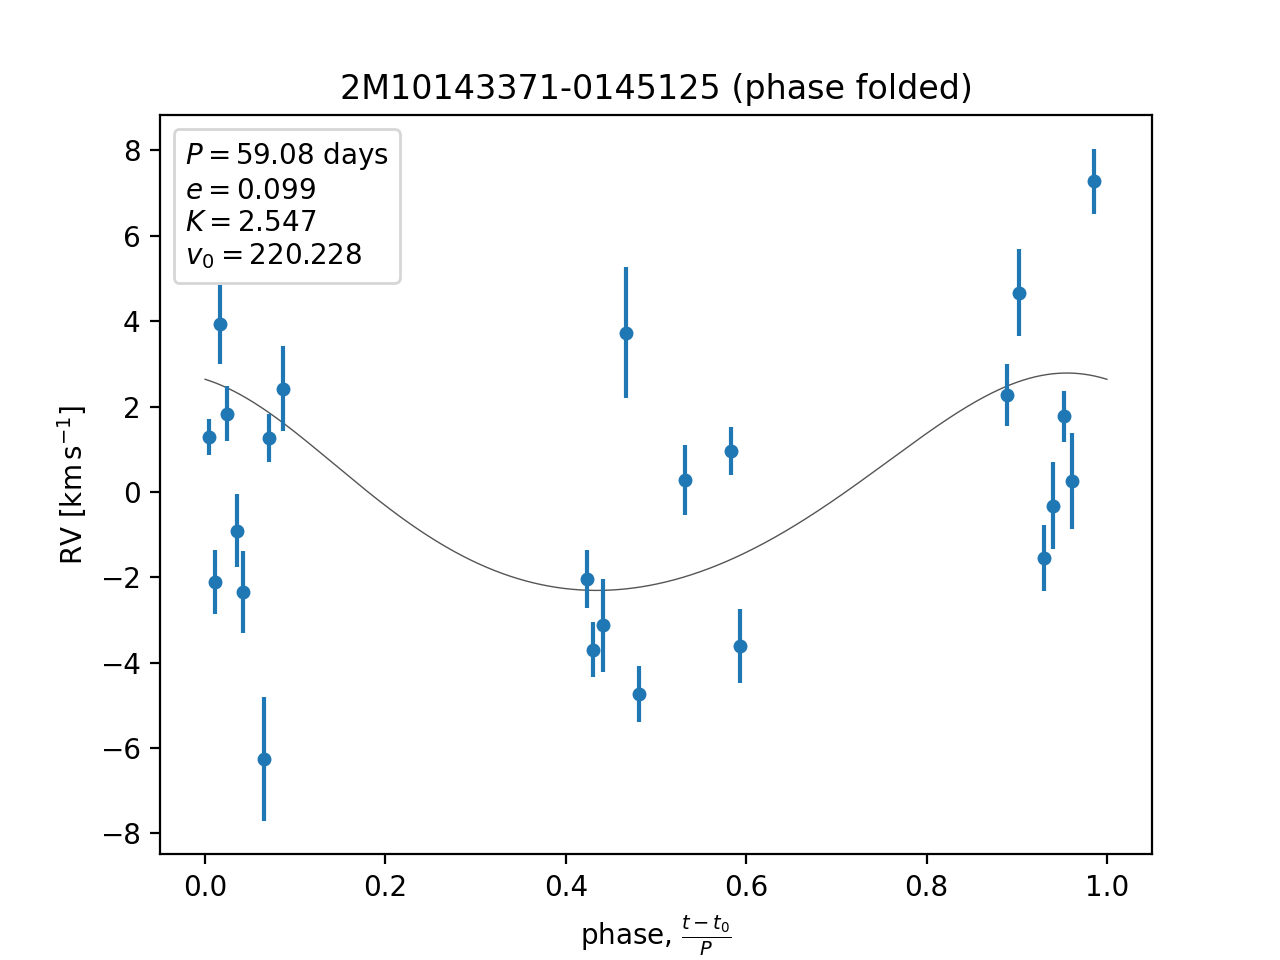 2M10143371-0145125 (phase folded)
P = 59.08 days
e = 0.099
K = 2.547
v₀ = 220.228
8
6
4
2
0
−2
−4
−6
−8
RV [km s⁻¹]
0.0 0.2 0.4 0.6 0.8 1.0
phase, (t − t₀)/P